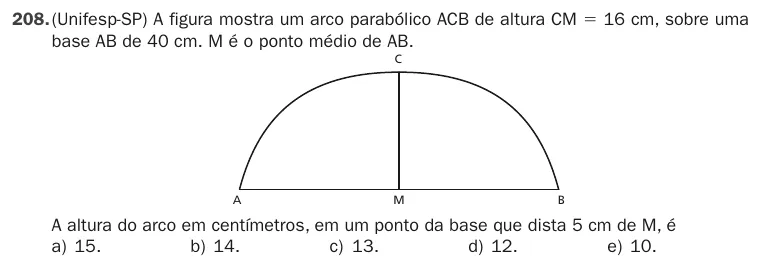 208. (Unifesp-SP) A figura mostra um arco parabólico ACB de altura CM = 16 cm, sobre uma
base AB de 40 cm. M é o ponto médio de AB.
C
A M B
A altura do arco em centímetros, em um ponto da base que dista 5 cm de M, é
a) 15. b) 14. c) 13. d) 12. e) 10.